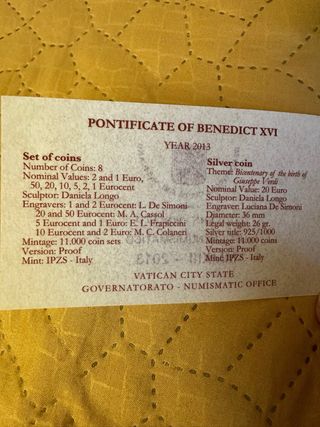 PONTIFICATE OF BENEDICT XVI
YEAR 2013
Set of coins
Number of Coins: 8
Nominal Values: 2 and 1 Euro,
50, 20, 10, 5, 2, 1 Eurocent
Sculptor: Daniela Longo
Engravers: 1 and 2 Eurocent: L. De Simoni
20 and 50 Eurocent: M. A. Cassol
5 Eurocent and 1 Euro: E. L. Frapiccini
10 Eurocent and 2 Euro: M. C. Colaneri
Mintage: 11.000 coin sets
Version: Proof
Mint: IPZS - Italy
Silver coin
Theme: Bicentenary of the birth of
Giuseppe Verdi
Nominal Value: 20 Euro
Sculptor: Daniela Longo
Engraver: Luciana De Simoni
Diameter: 36 mm
Legal weight: 26 gr.
Silver title: 925/1000
Mintage: 11.000 coins
Version: Proof
Mint: IPZS - Italy
VATICAN CITY STATE
GOVERNATORATO - NUMISMATIC OFFICE